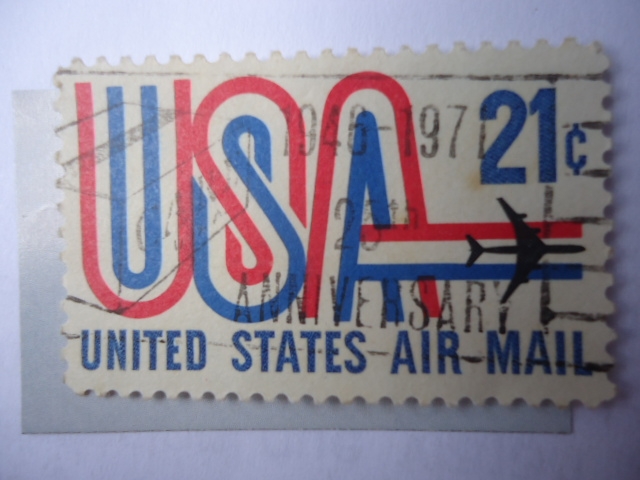 USA 21¢
1946-1971
25th
ANNIVERSARY
UNITED STATES AIR MAIL